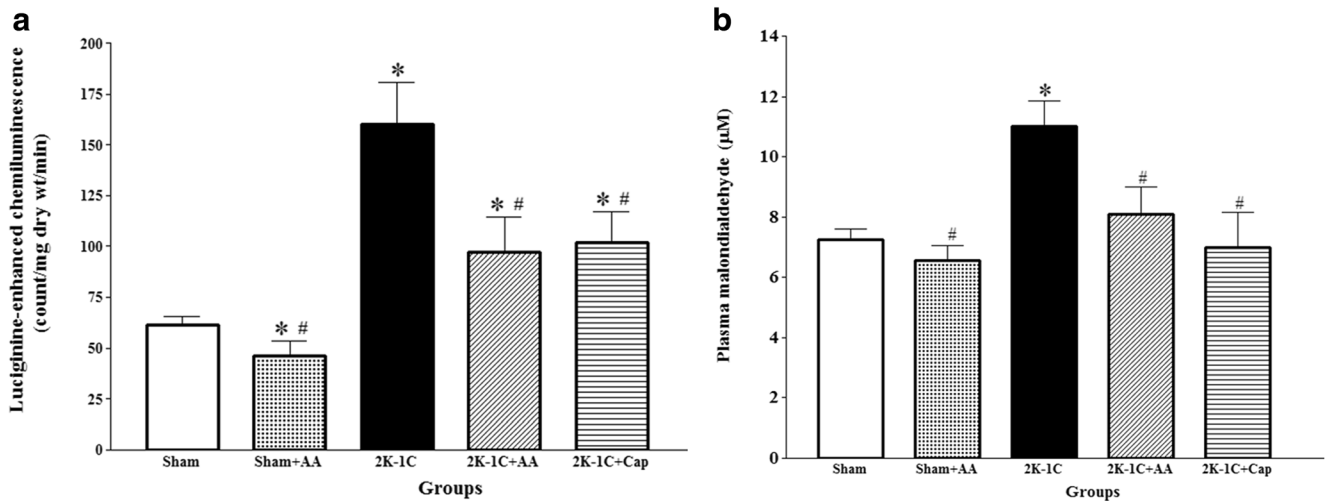 a
Luciginine-enhanced chemiluminescence
(count/mg dry wt/min)
200
175
150
125
100
75
50
25
0
*
* #
* #
* #
Sham
Sham+AA
2K-1C
2K-1C+AA
2K-1C+Cap
Groups
b
Plasma malondialdehyde (µM)
14
12
10
8
6
4
2
0
*
#
#
#
Sham
Sham+AA
2K-1C
2K-1C+AA
2K-1C+Cap
Groups